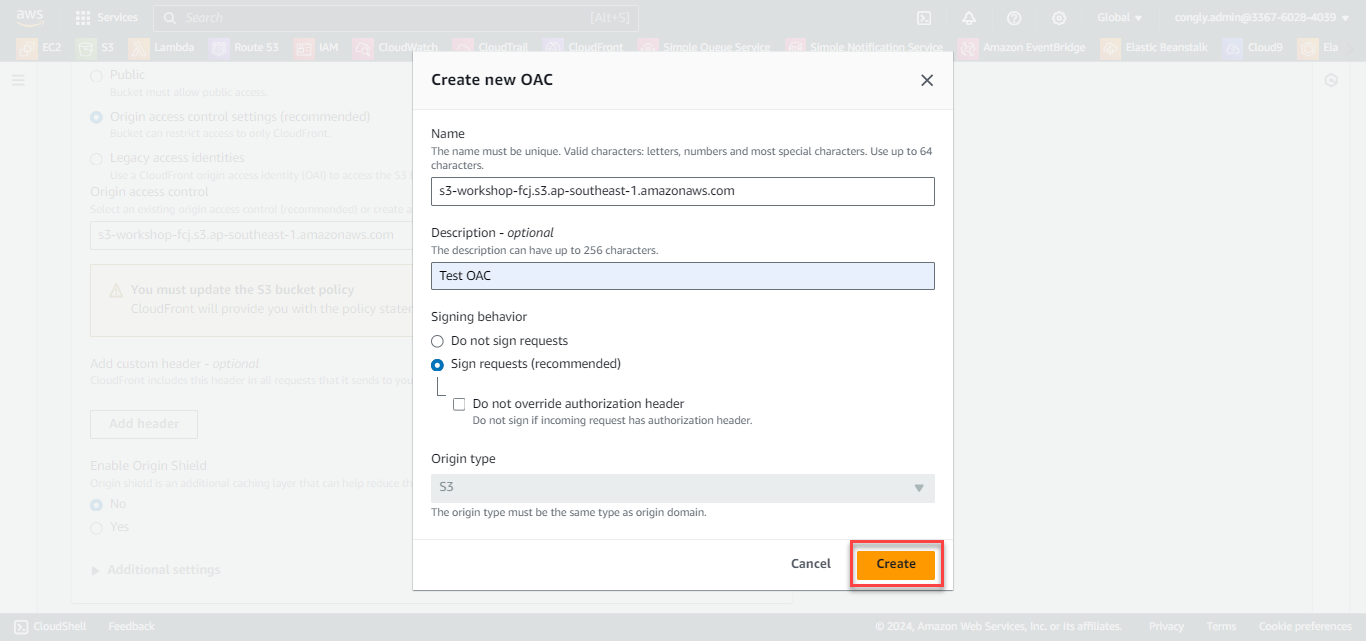 aws
Services
Search
[Alt+S]
Global
congly.admin@3367-6028-4039
EC2
S3
Lambda
Route 53
IAM
CloudWatch
CloudTrail
CloudFront
Simple Queue Service
Simple Notification Service
Amazon EventBridge
Elastic Beanstalk
Cloud9
Ela
Public
Bucket must allow public access.
Origin access control settings (recommended)
Bucket can restrict access to only CloudFront.
Legacy access identities
Use a CloudFront origin access identity (OAI) to access the S3
Origin access control
Select an existing origin access control (recommended) or create a
s3-workshop-fcj.s3.ap-southeast-1.amazonaws.com
You must update the S3 bucket policy
CloudFront will provide you with the policy statem
Add custom header - optional
CloudFront includes this header in all requests that it sends to you
Add header
Enable Origin Shield
Origin shield is an additional caching layer that can help reduce th
No
Yes
Additional settings
Create new OAC
Name
The name must be unique. Valid characters: letters, numbers and most special characters. Use up to 64
characters.
s3-workshop-fcj.s3.ap-southeast-1.amazonaws.com
Description - optional
The description can have up to 256 characters.
Test OAC
Signing behavior
Do not sign requests
Sign requests (recommended)
Do not override authorization header
Do not sign if incoming request has authorization header.
Origin type
S3
The origin type must be the same type as origin domain.
Cancel
Create
CloudShell
Feedback
© 2024, Amazon Web Services, Inc. or its affiliates.
Privacy
Terms
Cookie preferences